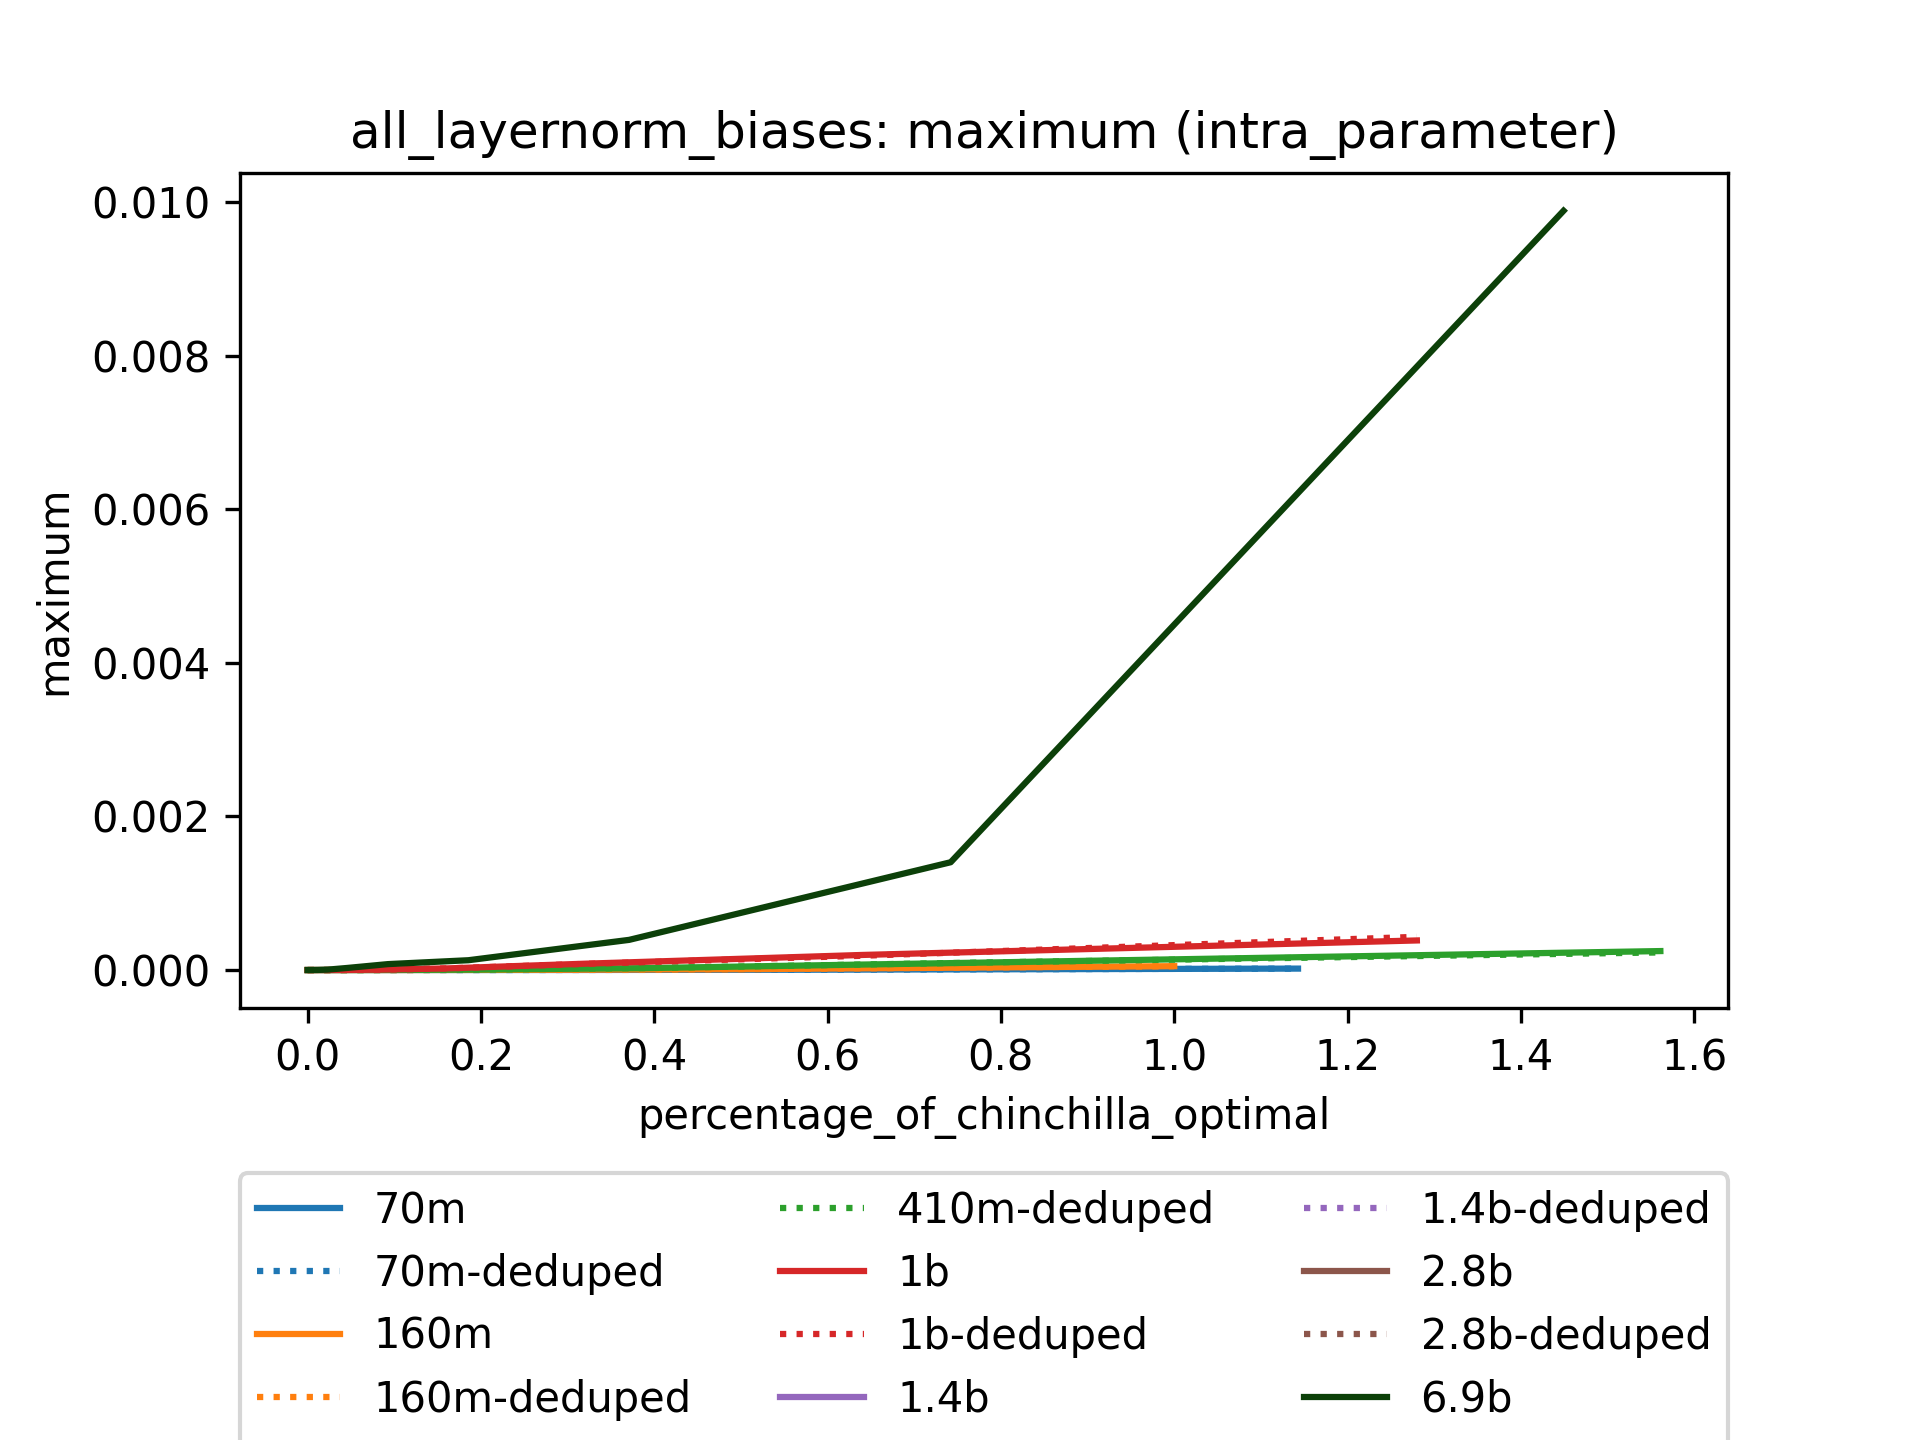 all_layernorm_biases: maximum (intra_parameter)
0.010
0.008
0.006
0.004
0.002
0.000
maximum
0.0 0.2 0.4 0.6 0.8 1.0 1.2 1.4 1.6
percentage_of_chinchilla_optimal
70m
70m-deduped
160m
160m-deduped
410m-deduped
1b
1b-deduped
1.4b
1.4b-deduped
2.8b
2.8b-deduped
6.9b